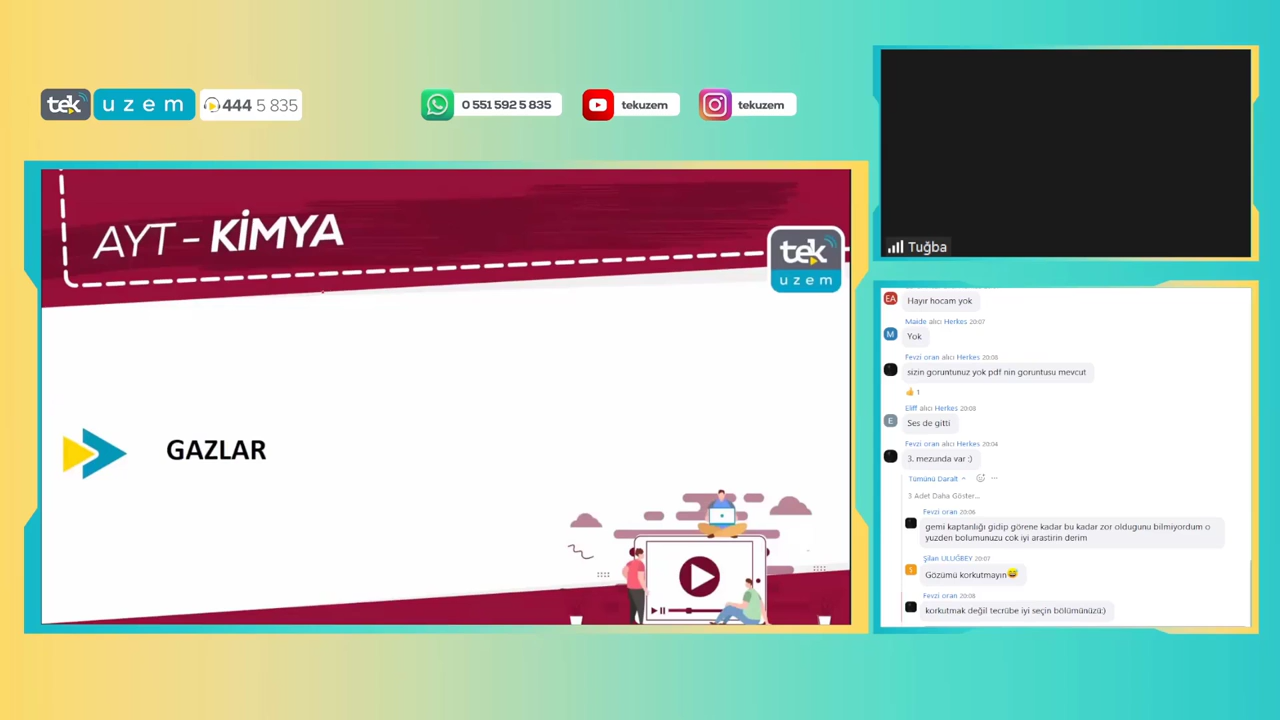 tek uzem 444 5 835
0 551 592 5 835
tekuzem
tekuzem
AYT - KİMYA
tek
uzem
GAZLAR
Tuğba
EA
Hayır hocam yok
Maide alıcı Herkes 20:07
M
Yok
Fevzi oran alıcı Herkes 20:08
sizin goruntunuz yok pdf nin goruntusu mevcut
1
Eliff alıcı Herkes 20:08
E
Ses de gitti
Fevzi oran alıcı Herkes 20:04
3. mezunda var :)
Tümünü Daralt
3 Adet Daha Göster...
Fevzi oran 20:06
gemi kaptanlığı gidip görene kadar bu kadar zor oldugunu bilmiyordum o
yuzden bolumunuzu cok iyi arastirin derim
Şilan ULUĞBEY 20:07
S
Gözümü korkutmayın😅
Fevzi oran 20:08
korkutmak değil tecrübe iyi seçin bölümünüzü:)